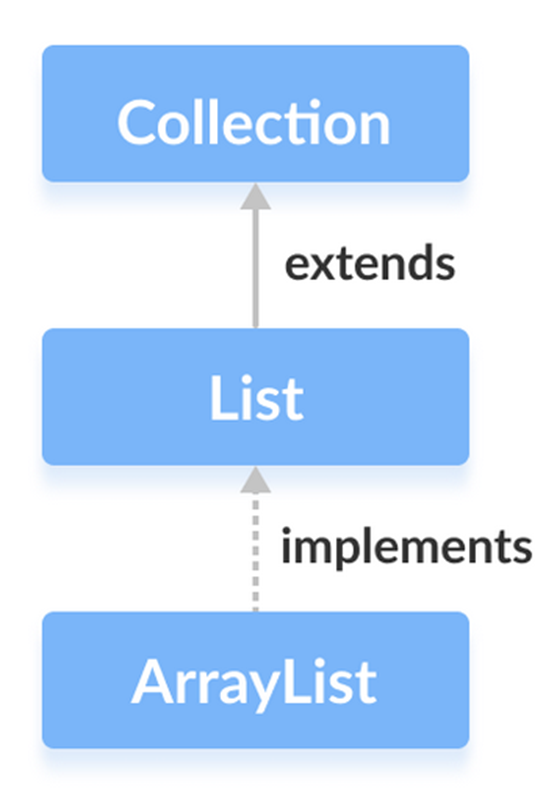 Collection
extends
List
implements
ArrayList